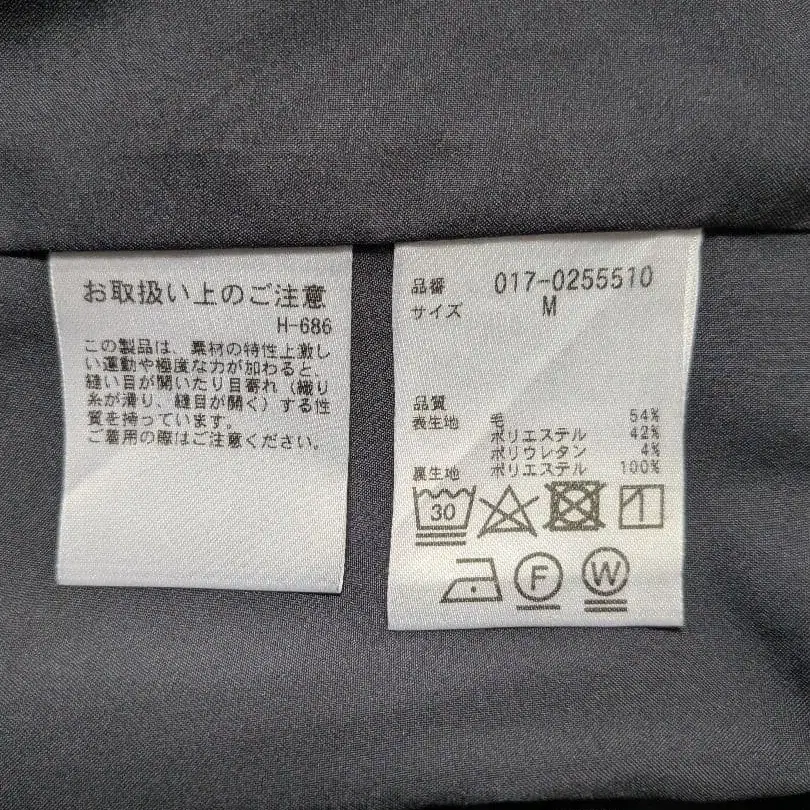 お取扱い上のご注意
H-686
この製品は、素材の特性上激し
い運動や極度な力が加わると、
縫い目が開いたり目寄れ（織り
糸が滑り、縫目が開く）する性
質を持っています。
ご着用の際はご注意ください。
品番 017-0255510
サイズ M
品質
表生地 毛 54%
ポリエステル 42%
ポリウレタン 4%
裏生地 ポリエステル 100%
30
F W